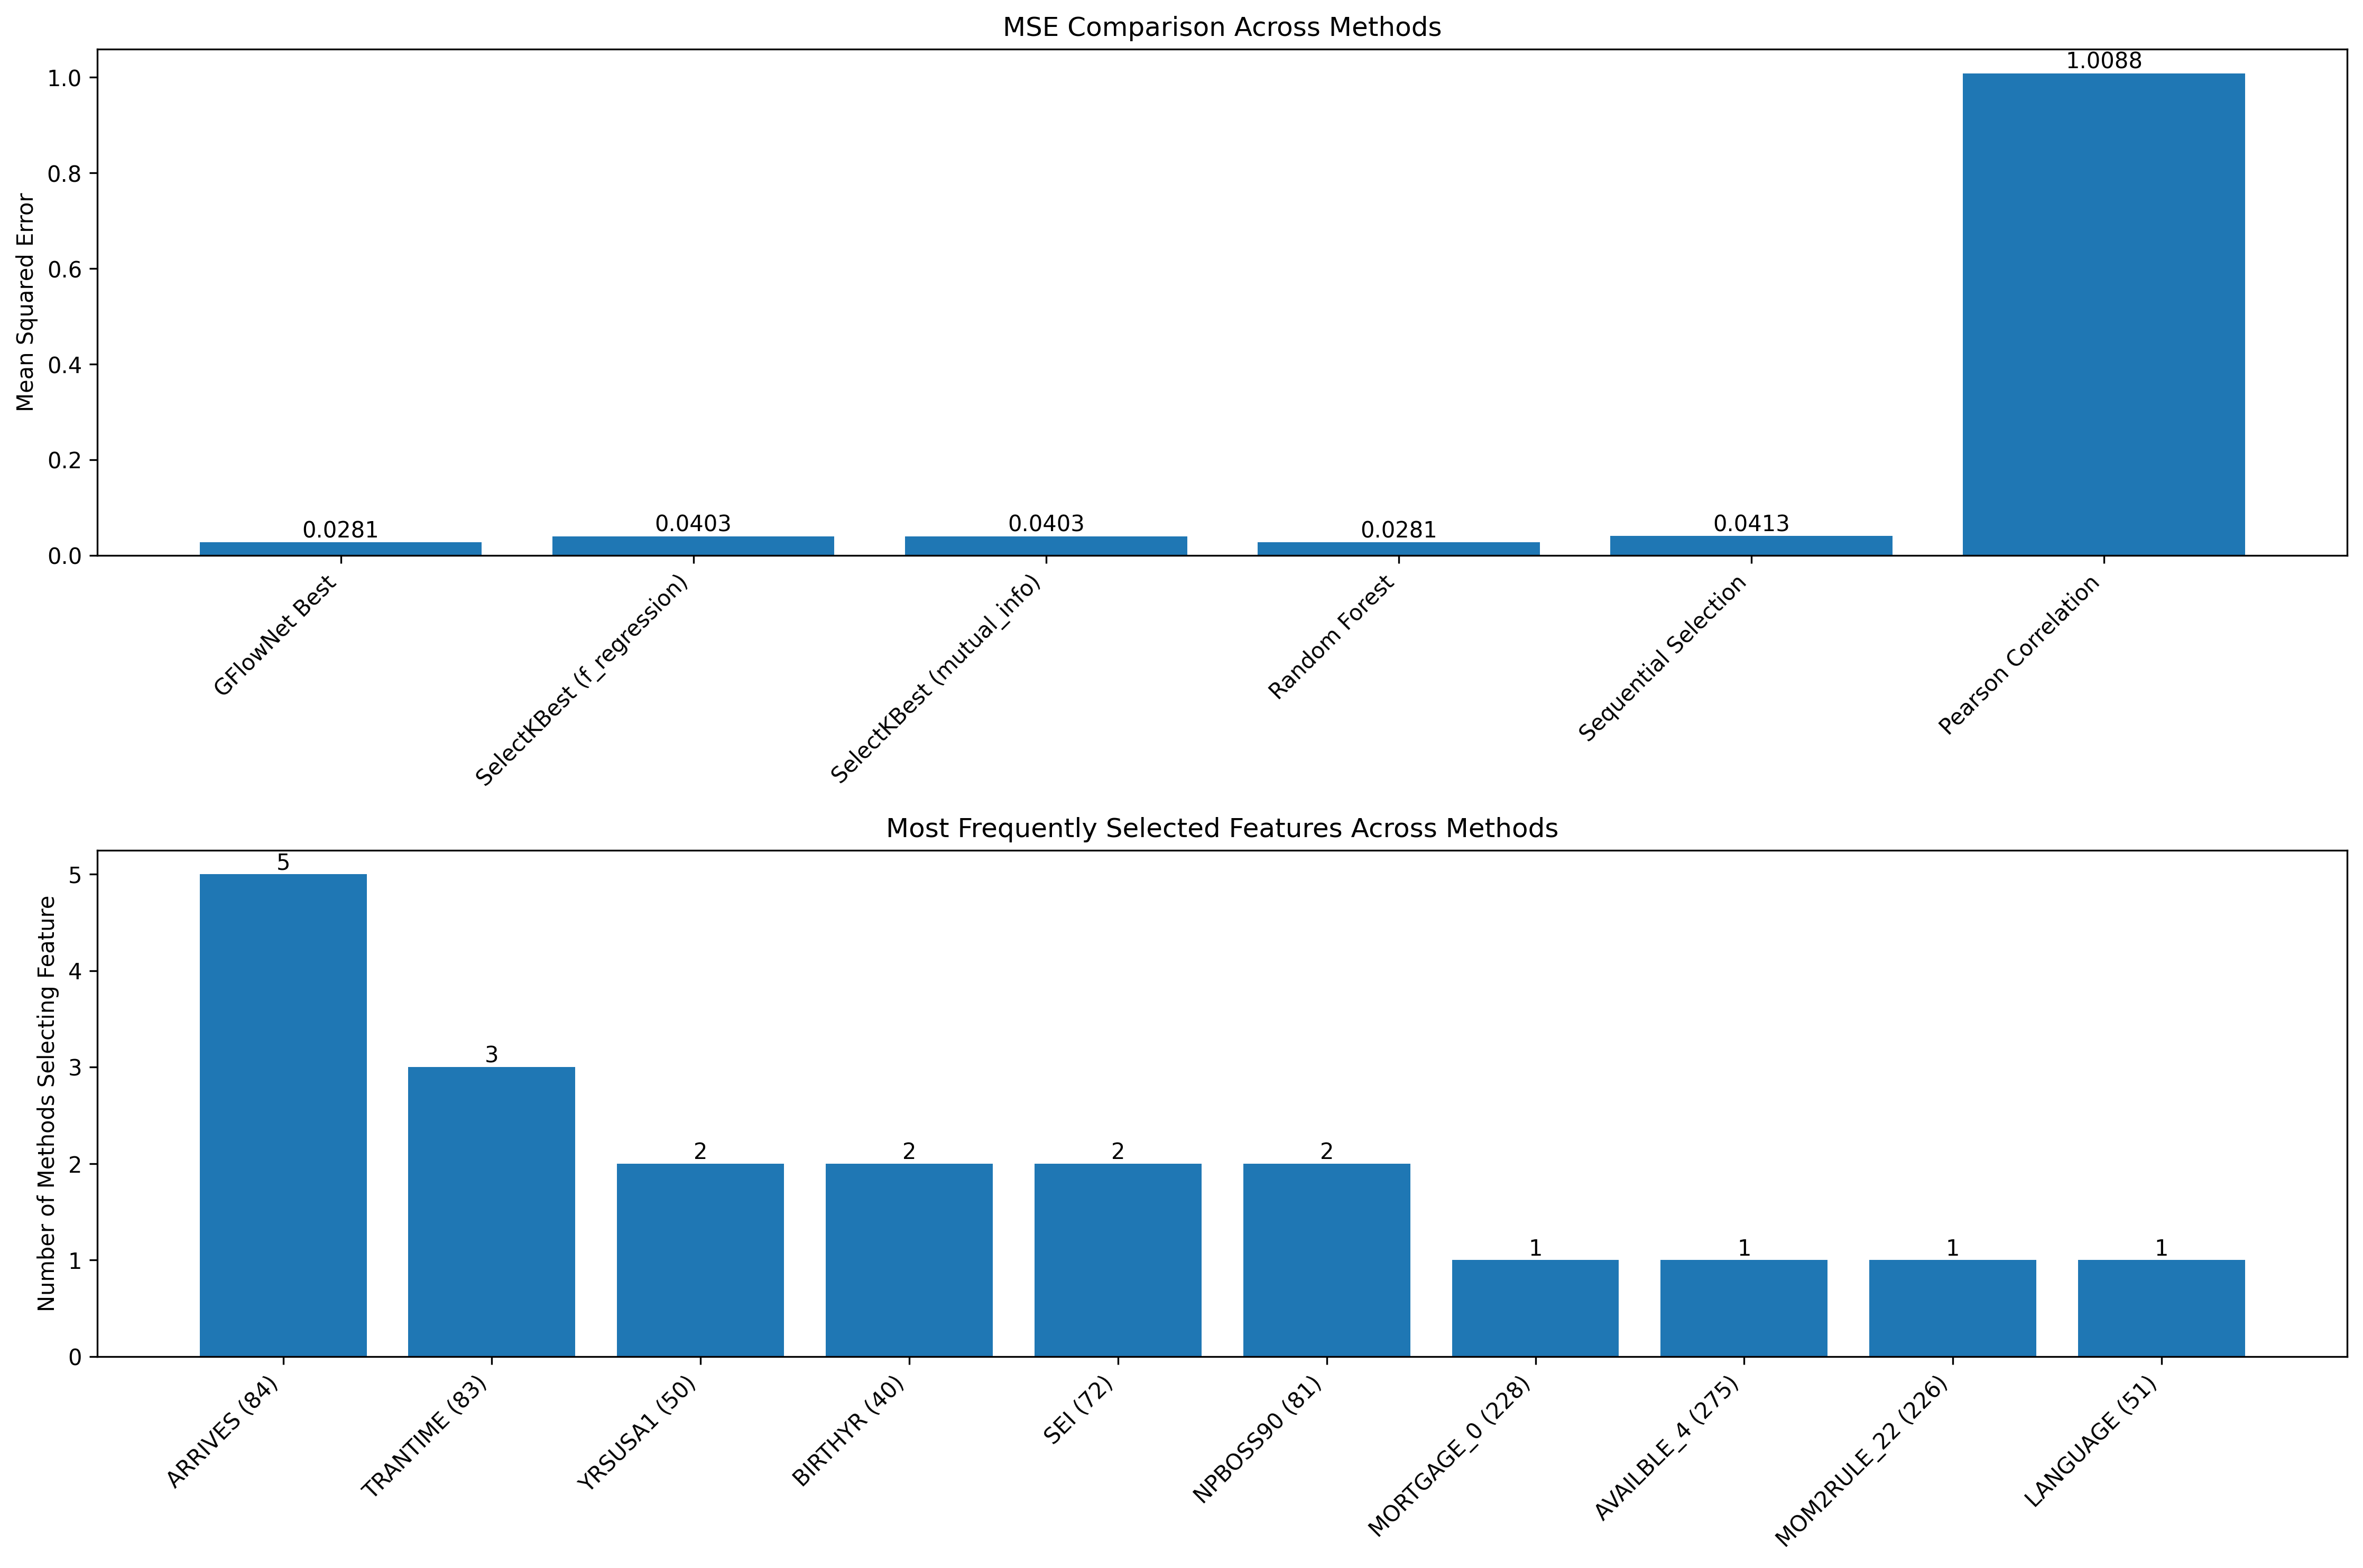 MSE Comparison Across Methods
Mean Squared Error
1.0
0.8
0.6
0.4
0.2
0.0
0.0281
0.0403
0.0403
0.0281
0.0413
1.0088
GFlowNet Best
SelectKBest (f_regression)
SelectKBest (mutual_info)
Random Forest
Sequential Selection
Pearson Correlation
Most Frequently Selected Features Across Methods
Number of Methods Selecting Feature
5
4
3
2
1
0
5
3
2
2
2
2
1
1
1
1
ARRIVES (84)
TRANTIME (83)
YRSUSA1 (50)
BIRTHYR (40)
SEI (72)
NPBOSS90 (81)
MORTGAGE_0 (228)
AVAILBLE_4 (275)
MOM2RULE_22 (226)
LANGUAGE (51)